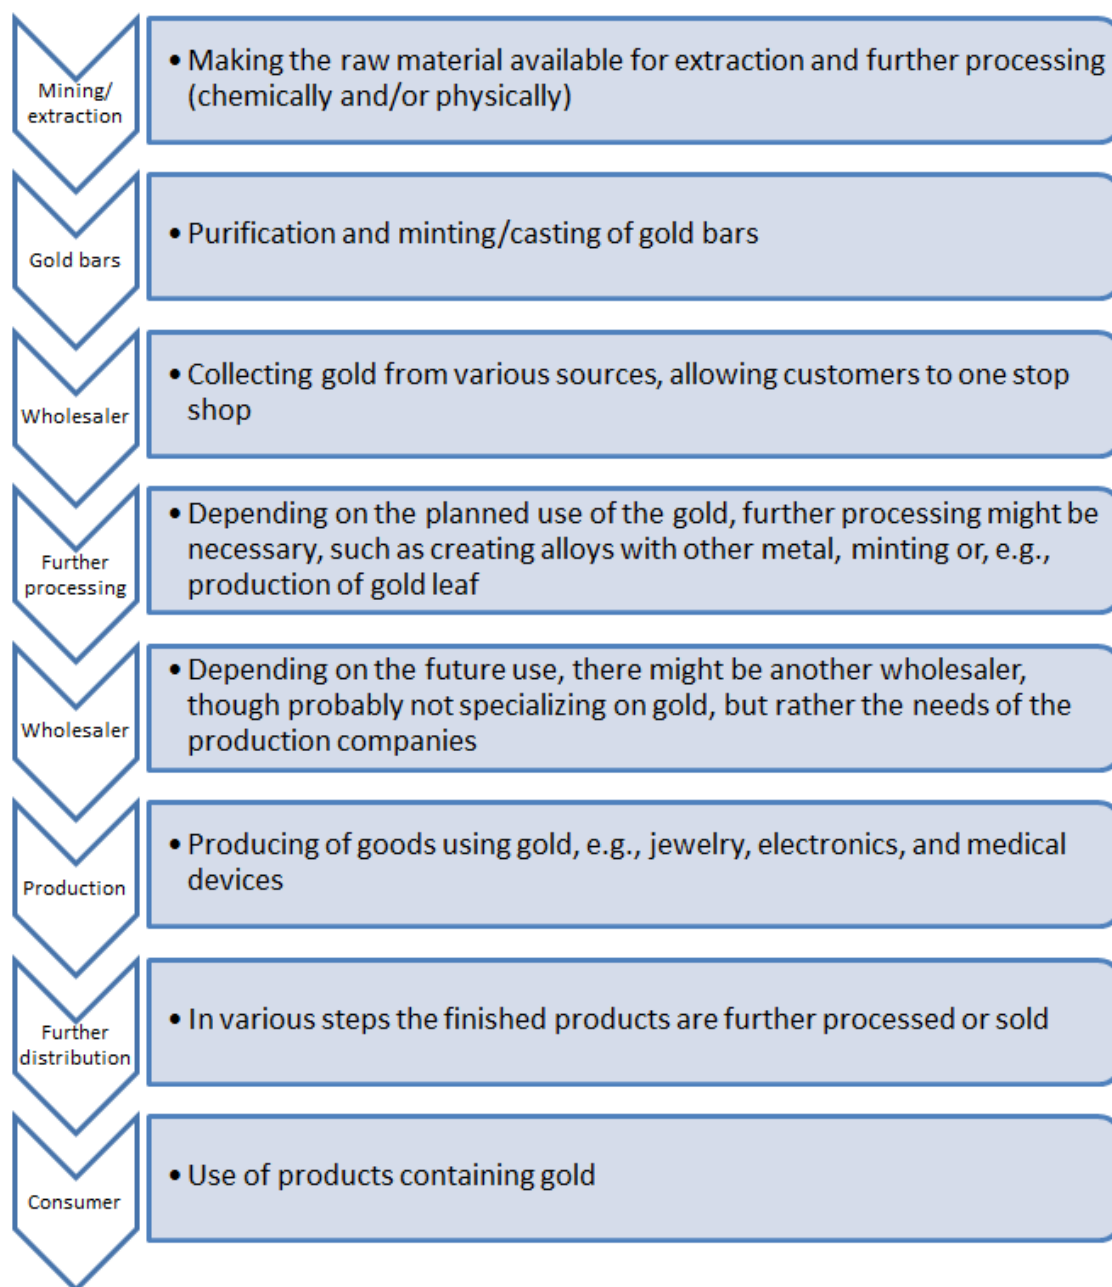 Mining/
extraction
• Making the raw material available for extraction and further processing
(chemically and/or physically)
Gold bars
• Purification and minting/casting of gold bars
Wholesaler
• Collecting gold from various sources, allowing customers to one stop
shop
Further
processing
• Depending on the planned use of the gold, further processing might be
necessary, such as creating alloys with other metal, minting or, e.g.,
production of gold leaf
Wholesaler
• Depending on the future use, there might be another wholesaler,
though probably not specializing on gold, but rather the needs of the
production companies
Production
• Producing of goods using gold, e.g., jewelry, electronics, and medical
devices
Further
distribution
• In various steps the finished products are further processed or sold
Consumer
• Use of products containing gold